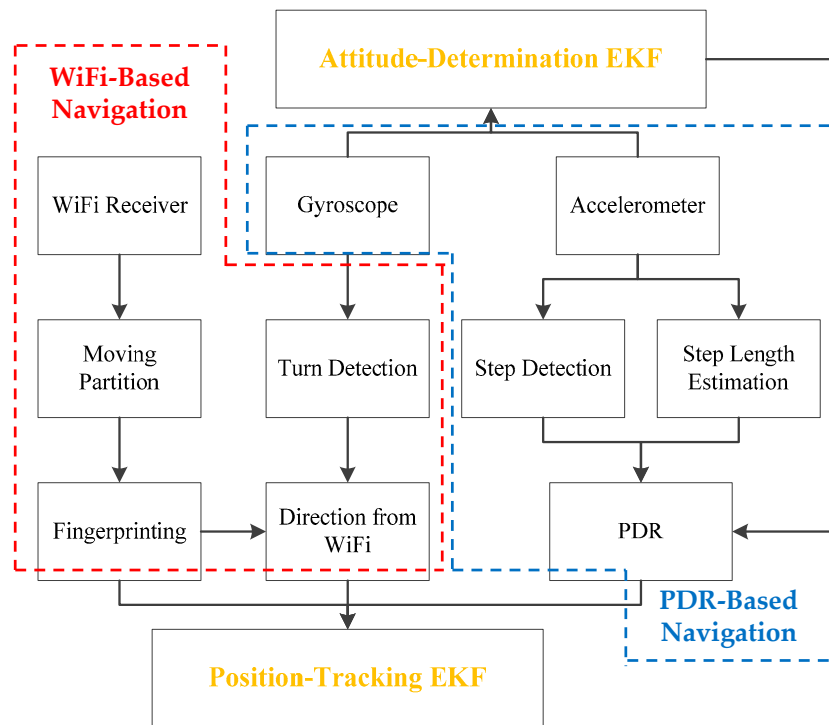 Attitude-Determination EKF
WiFi-Based
Navigation
WiFi Receiver
Gyroscope
Accelerometer
Moving
Partition
Turn Detection
Step Detection
Step Length
Estimation
Fingerprinting
Direction from
WiFi
PDR
PDR-Based
Navigation
Position-Tracking EKF